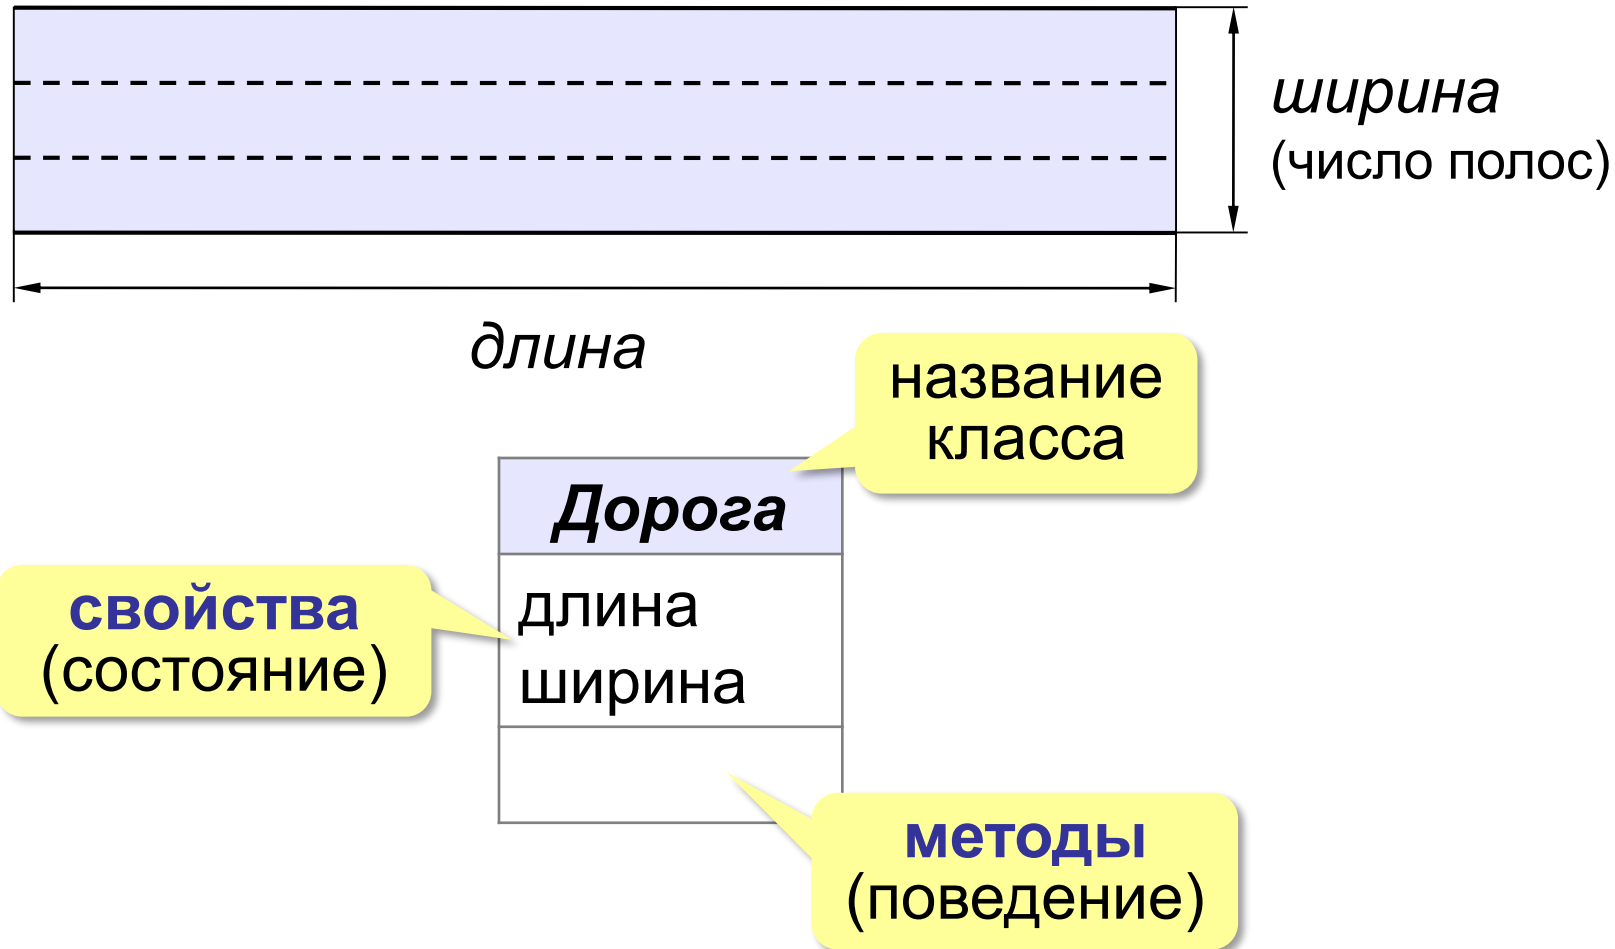 ширина
(число полос)
длина
название
класса
Дорога
свойства
(состояние)
длина
ширина
методы
(поведение)